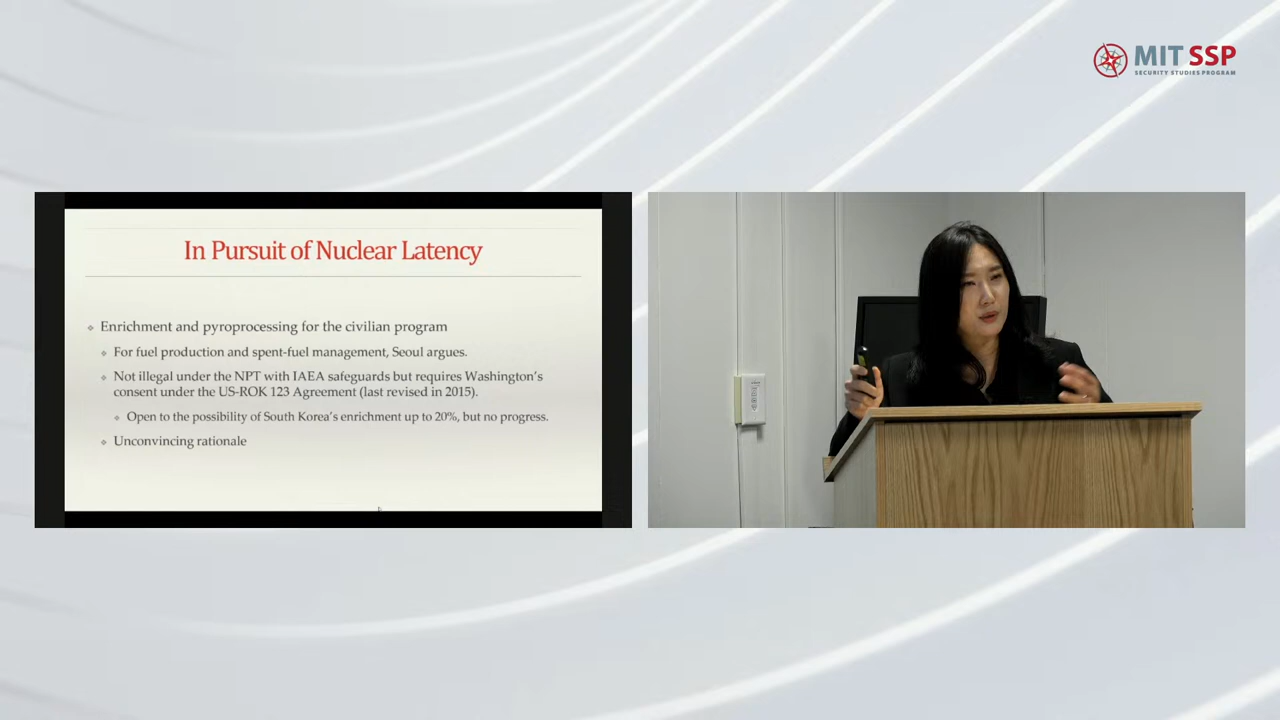 MIT SSP
SECURITY STUDIES PROGRAM
In Pursuit of Nuclear Latency
Enrichment and pyroprocessing for the civilian program
For fuel production and spent-fuel management, Seoul argues.
Not illegal under the NPT with IAEA safeguards but requires Washington's
consent under the US-ROK 123 Agreement (last revised in 2015).
Open to the possibility of South Korea's enrichment up to 20%, but no progress.
Unconvincing rationale